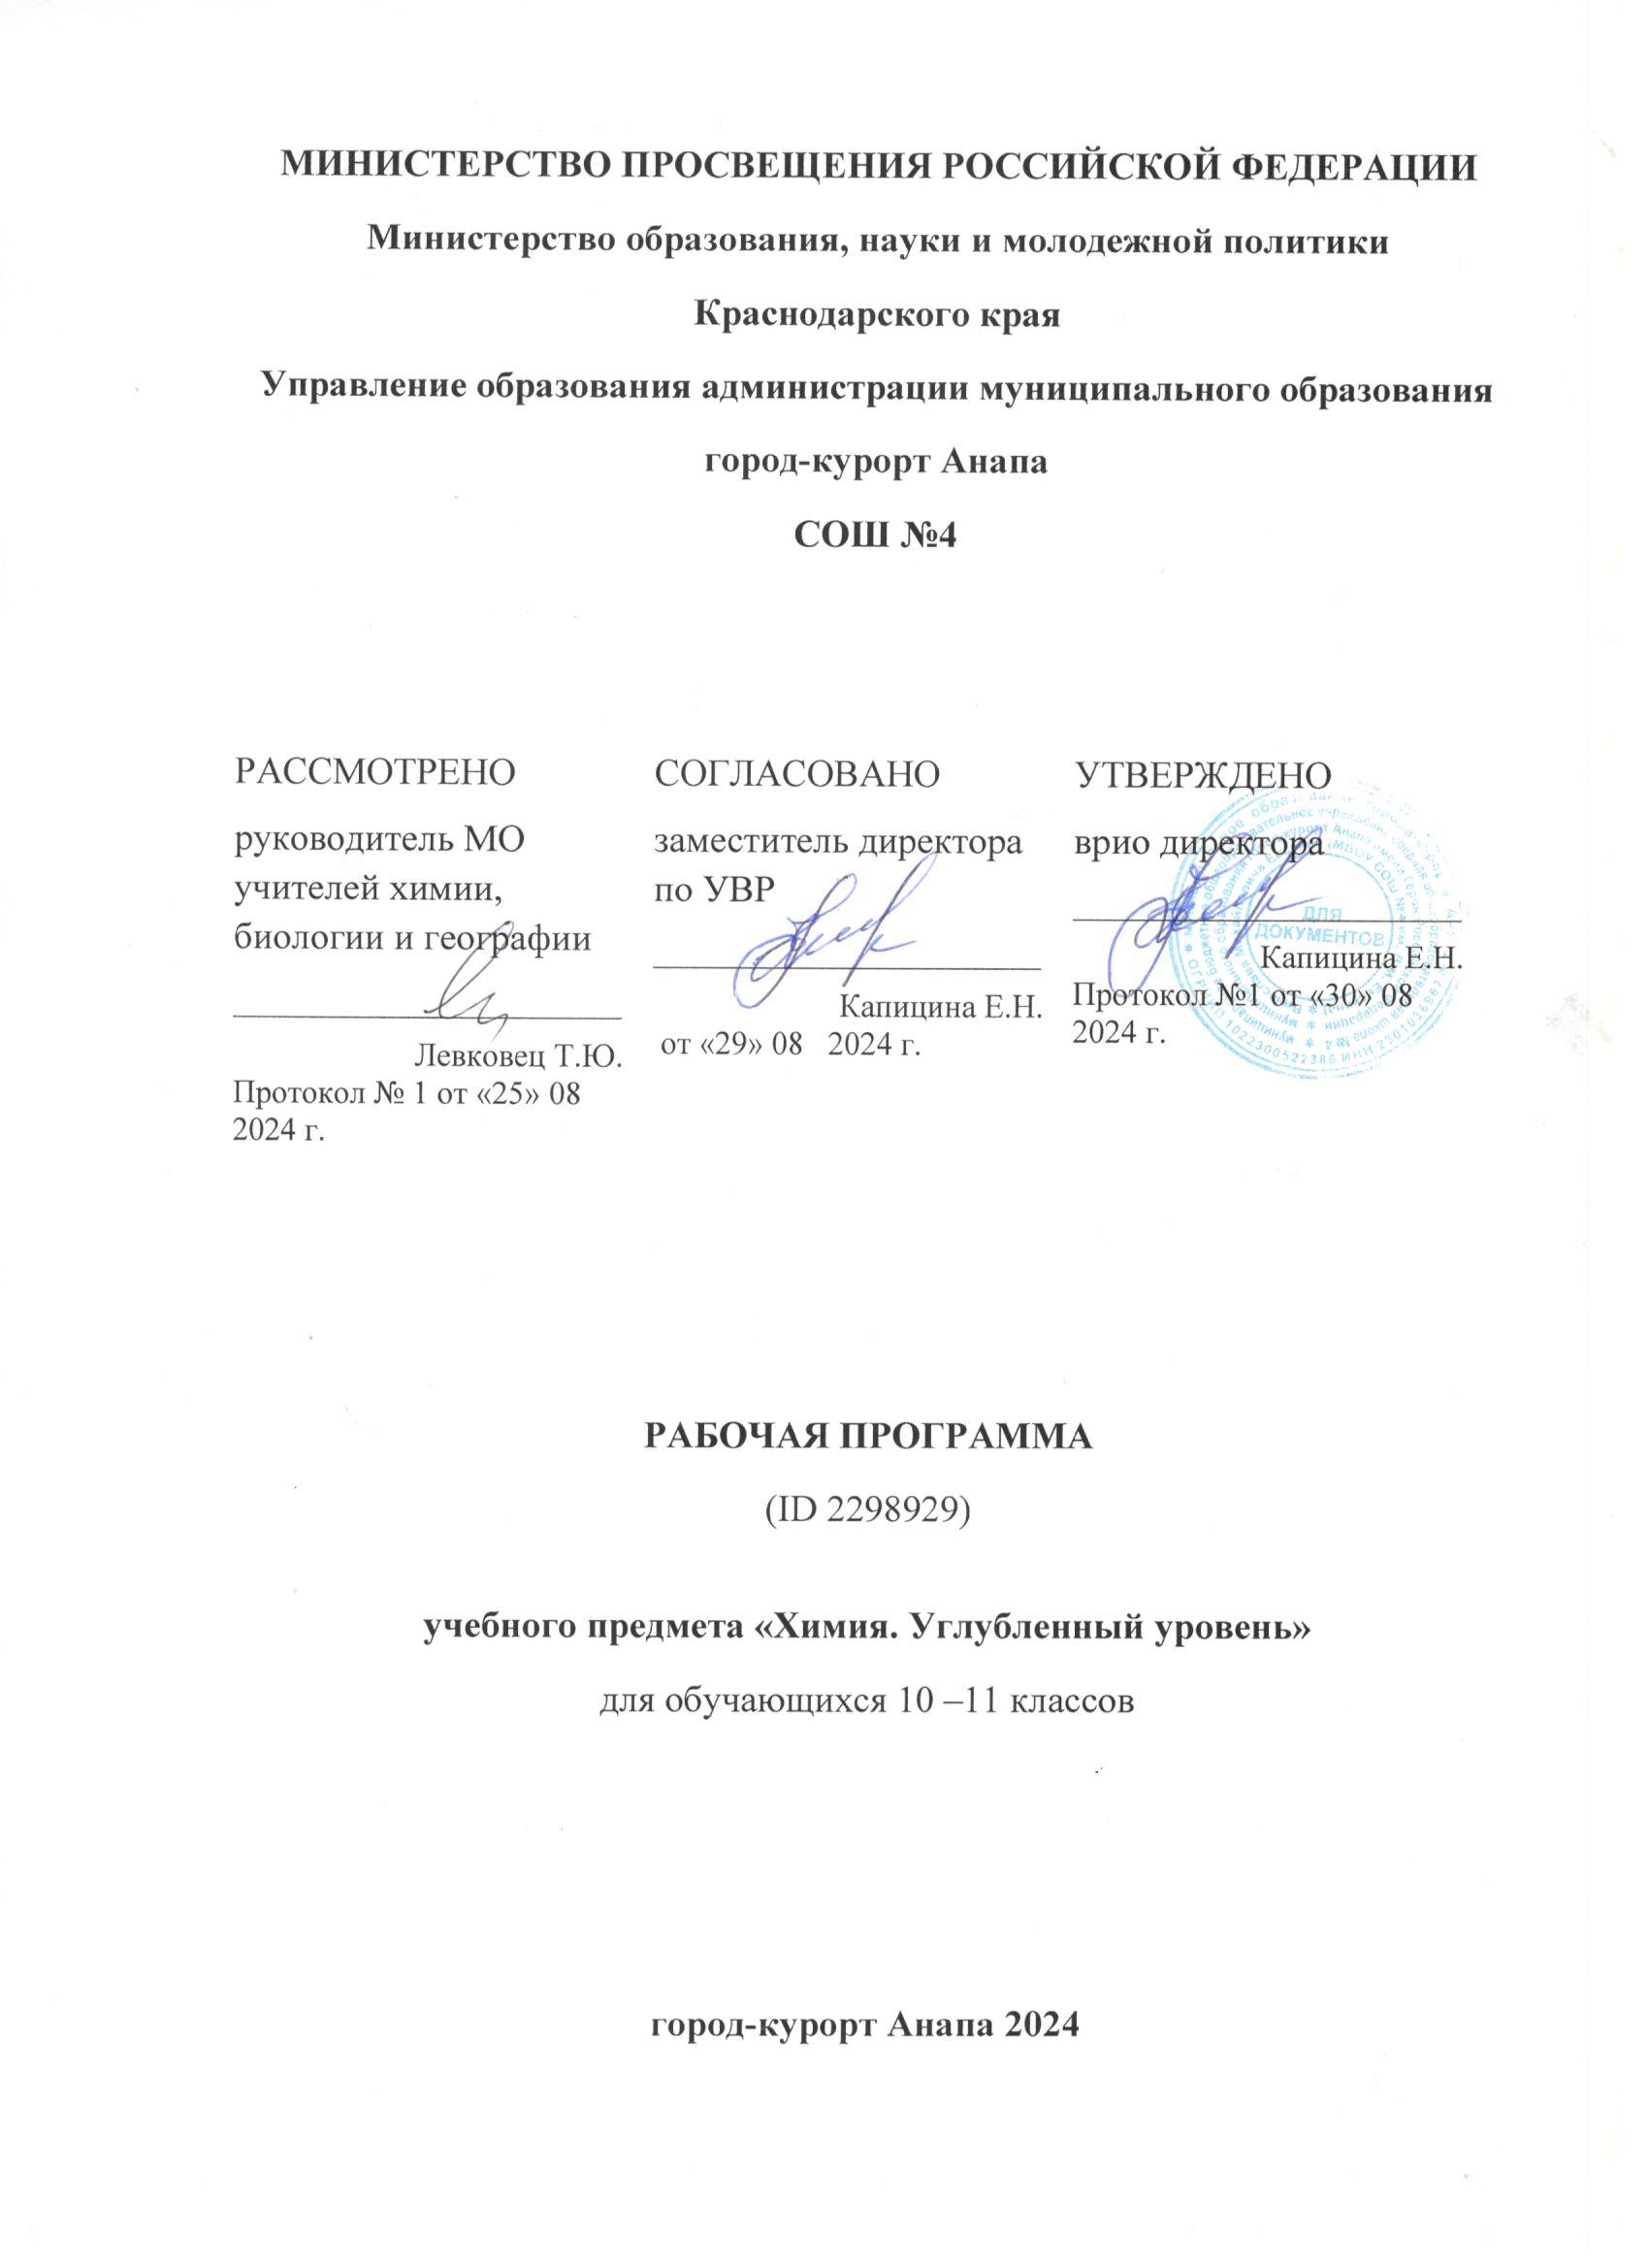 МИНИСТЕРСТВО ПРОСВЕЩЕНИЯ РОССИЙСКОЙ ФЕДЕРАЦИИ
Министерство образования, науки и молодежной политики
Краснодарского края
Управление образования администрации муниципального образования
город-курорт Анапа
СОШ №4
РАССМОТРЕНО
руководитель МО
учителей химии,
биологии и географии
Левковец Т.Ю.
Протокол № 1 от «25» 08
2024 г.
СОГЛАСОВАНО
заместитель директора
по УВР
Капицина Е.Н.
от «29» 08 2024 г.
УТВЕРЖДЕНО
врио директора
Капицина Е.Н.
Протокол №1 от «30» 08
2024 г.
ДЛЯ
ДОКУМЕНТОВ
РАБОЧАЯ ПРОГРАММА
(ID 2298929)
учебного предмета «Химия. Углубленный уровень»
для обучающихся 10 –11 классов
город-курорт Анапа 2024